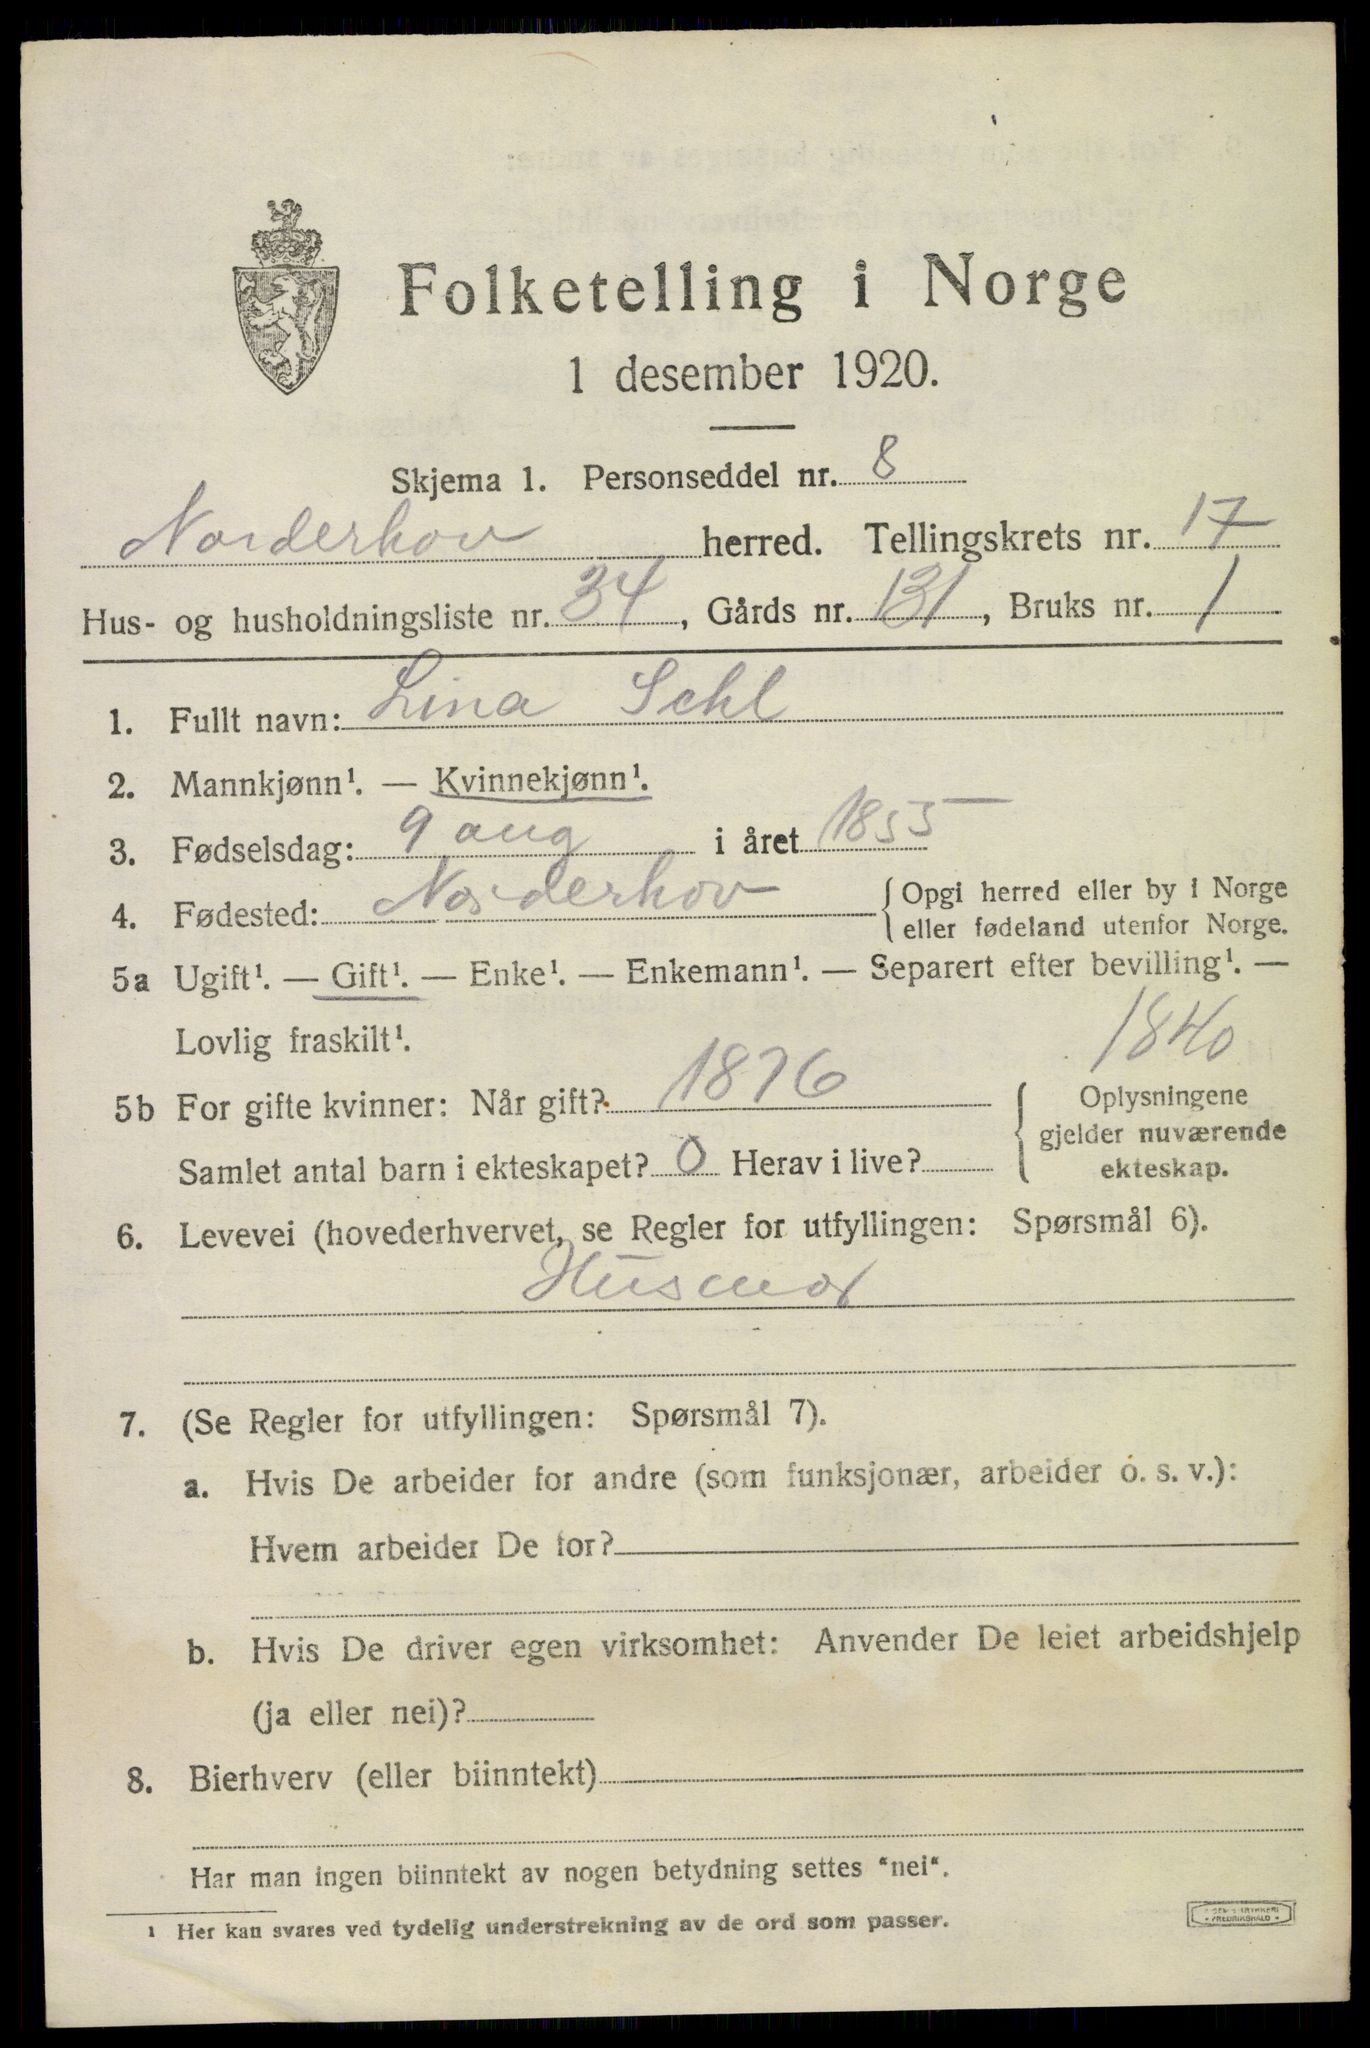 Folketelling i Norge
1 desember 1920.
Skjema 1. Personseddel nr. 8
Norderhov herred. Tellingskrets nr. 17
Hus- og husholdningsliste nr. 34, Gårds nr. 131, Bruks nr. 1
1. Fullt navn: Lina Sehl
2. Mannkjønn¹. — Kvinnekjønn¹.
3. Fødselsdag: 9 aug i året 1855
4. Fødested: Norderhov { Opgi herred eller by i Norge
eller fødeland utenfor Norge.
5a Ugift¹. — Gift¹. — Enke¹. — Enkemann¹. — Separert efter bevilling¹. —
Lovlig fraskilt¹. 1840
5b For gifte kvinner: Når gift? 1876 { Oplysningene
gjelder nuværende
Samlet antal barn i ekteskapet? 0 Herav i live? ekteskap.
6. Levevei (hovederhvervet, se Regler for utfyllingen: Spørsmål 6).
Husmor
7. (Se Regler for utfyllingen: Spørsmål 7).
a. Hvis De arbeider for andre (som funksjonær, arbeider o. s. v.):
Hvem arbeider De for?
b. Hvis De driver egen virksomhet: Anvender De leiet arbeidshjelp
(ja eller nei)?
8. Bierhverv (eller biinntekt)
Har man ingen biinntekt av nogen betydning settes "nei".
¹ Her kan svares ved tydelig understrekning av de ord som passer.